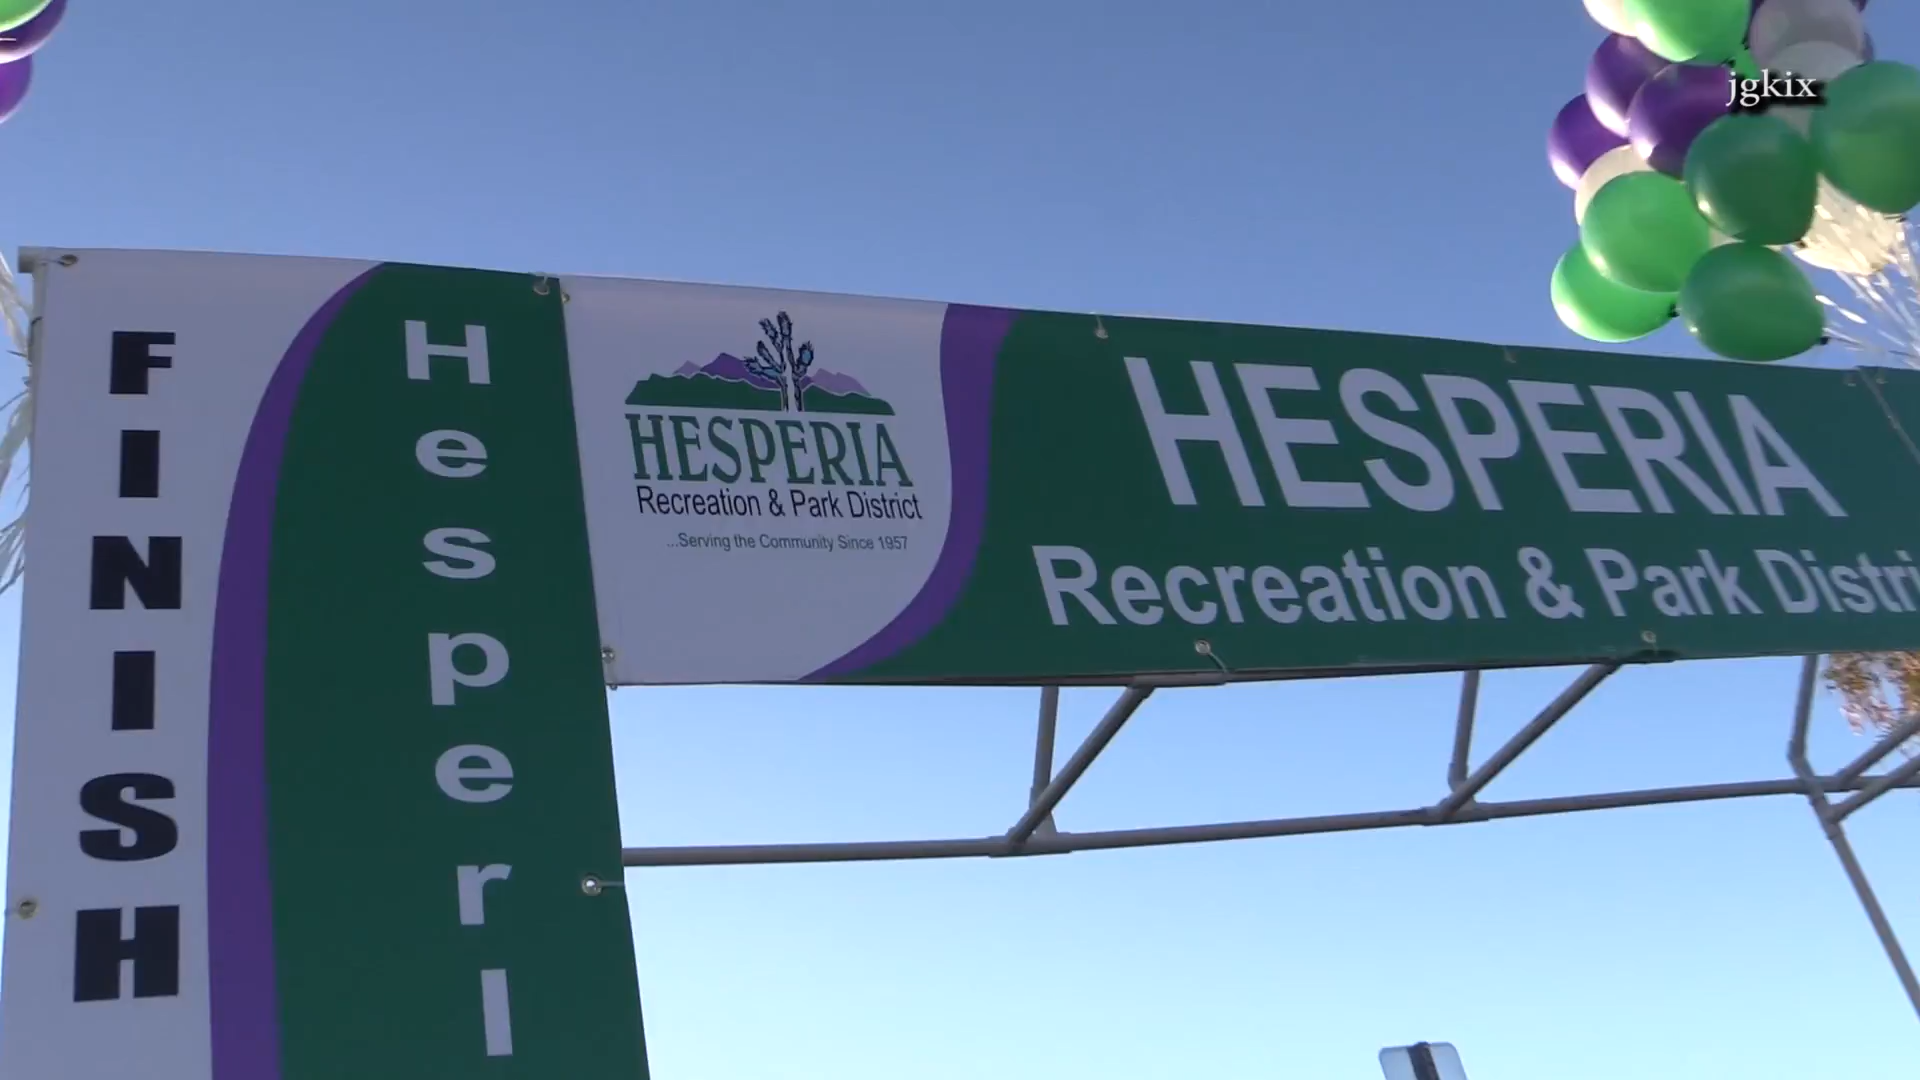 jgkix
FINISH
Hesperi
HESPERIA
Recreation & Park District
...Serving the Community Since 1957
HESPERIA
Recreation & Park Distri